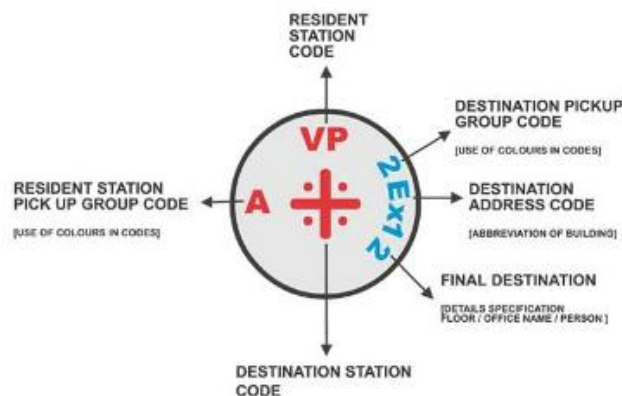 RESIDENT
STATION
CODE
DESTINATION PICKUP
GROUP CODE
[USE OF COLOURS IN CODES]
VP
RESIDENT STATION
PICK UP GROUP CODE
[USE OF COLOURS IN CODES]
A
2Ex12
DESTINATION
ADDRESS CODE
[ABBREVIATION OF BUILDING]
FINAL DESTINATION
[DETAILS SPECIFICATION
FLOOR / OFFICE NAME / PERSON ]
DESTINATION STATION
CODE